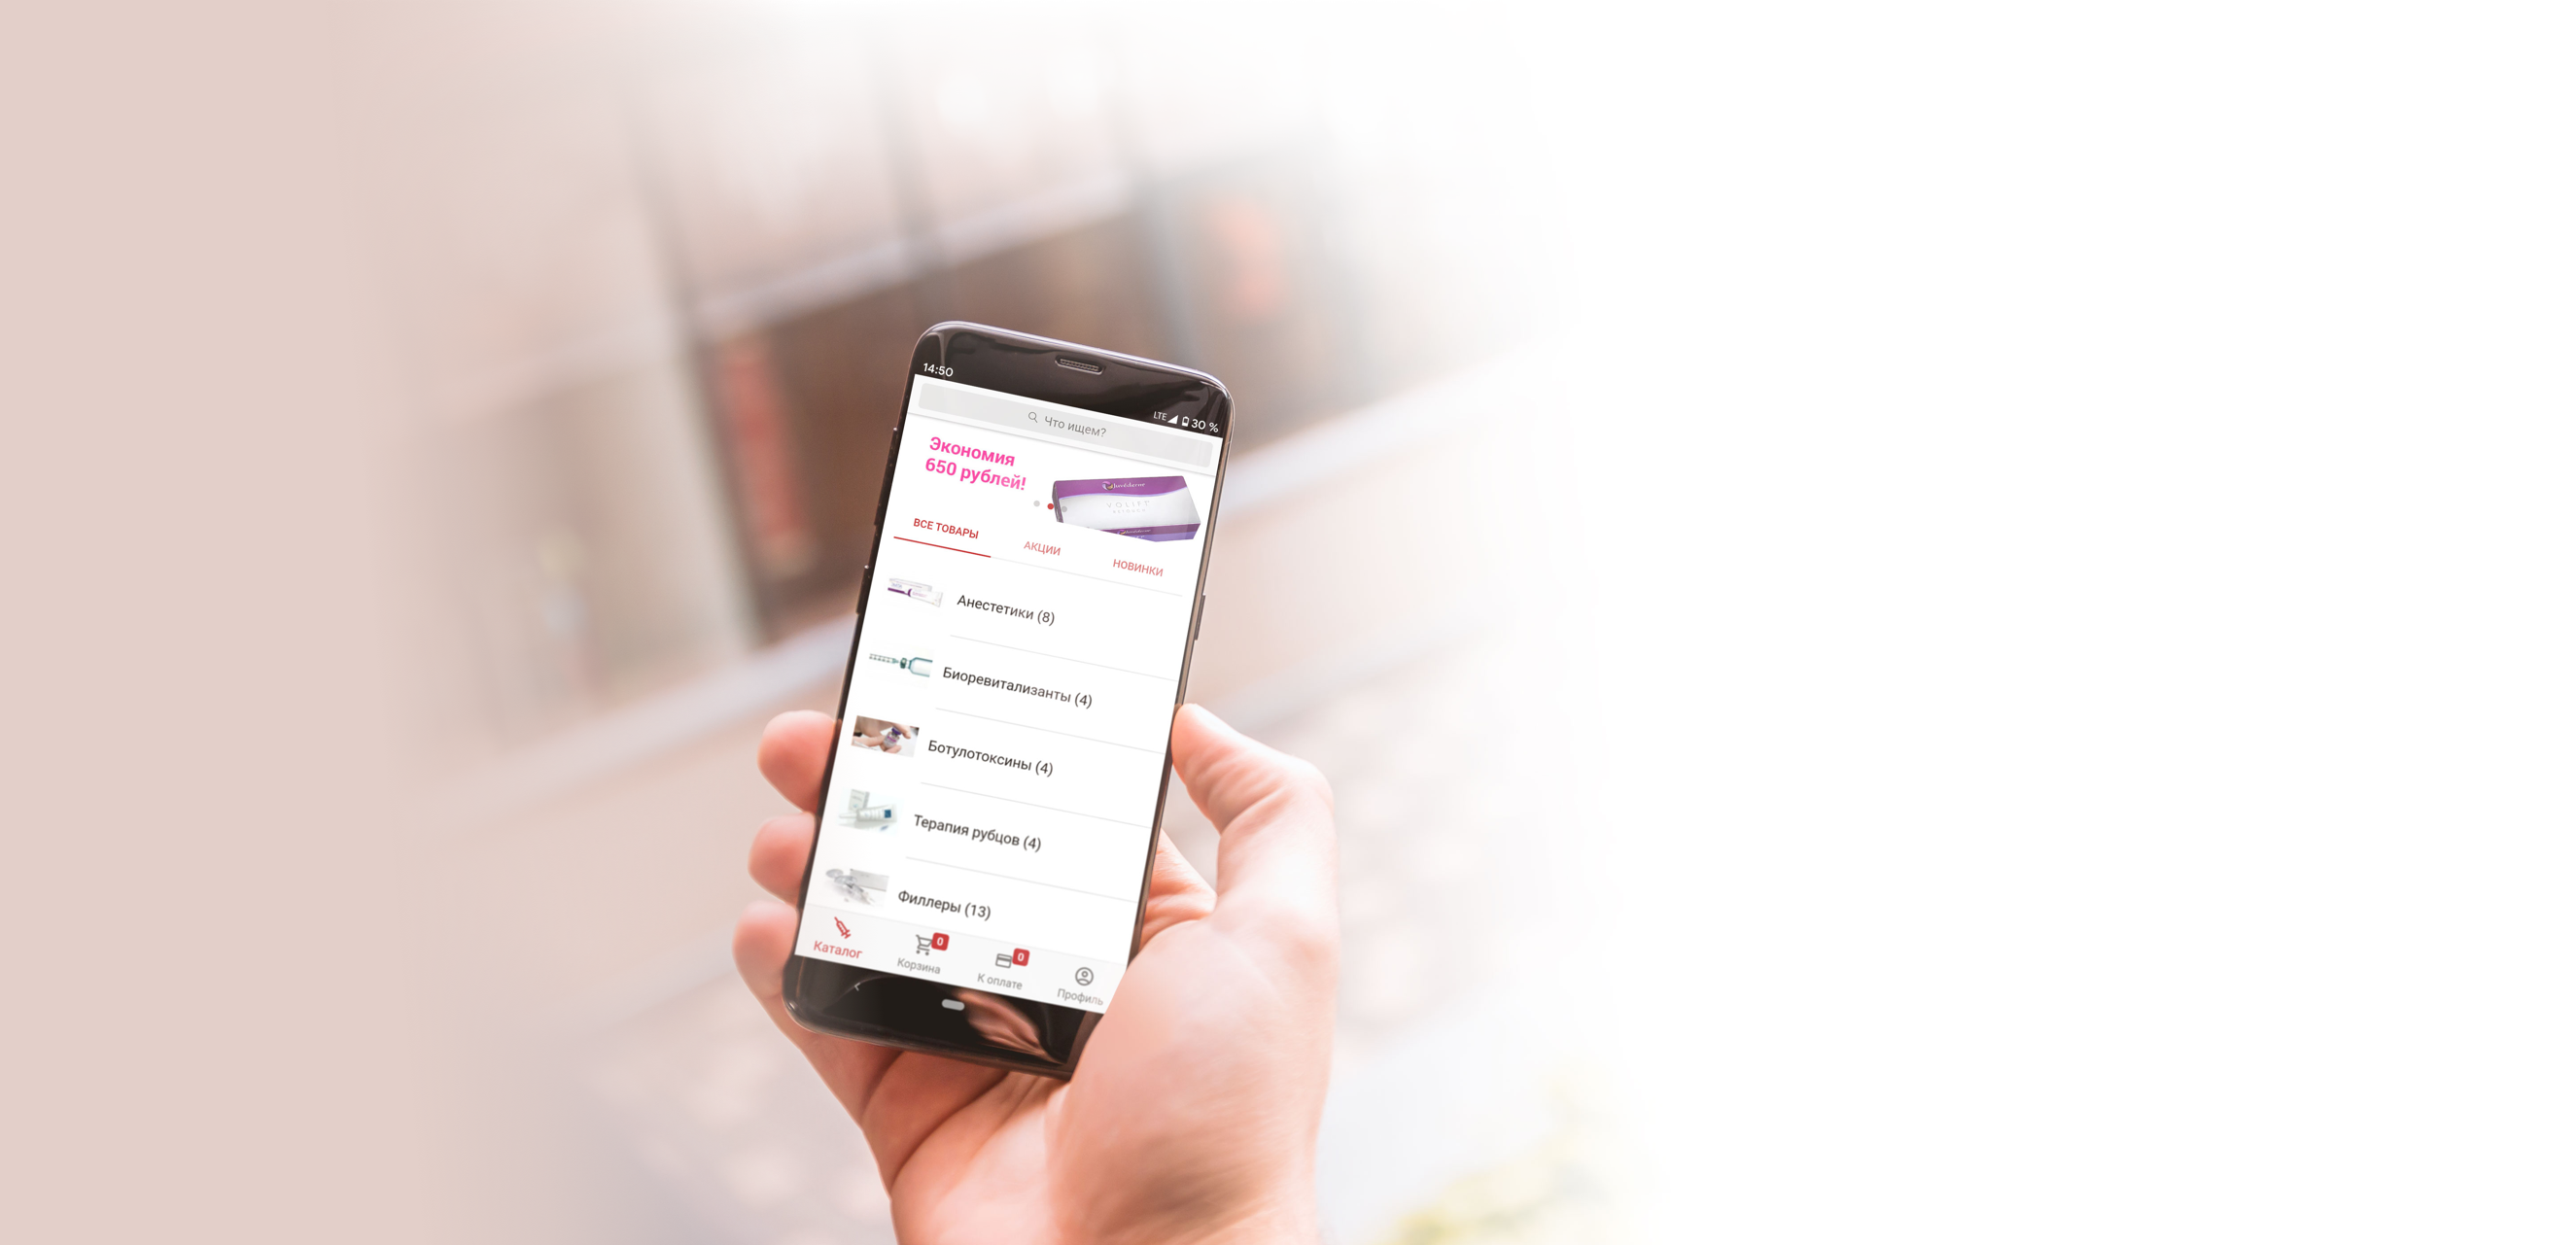 14:50
LTE 30 %
Что ищем?
Экономия
650 рублей!
VOLIFT
ВСЕ ТОВАРЫ
АКЦИИ
НОВИНКИ
Анестетики (8)
Биоревитализанты (4)
Ботулотоксины (4)
Терапия рубцов (4)
Филлеры (13)
Каталог
0
Корзина
0
К оплате
Профиль